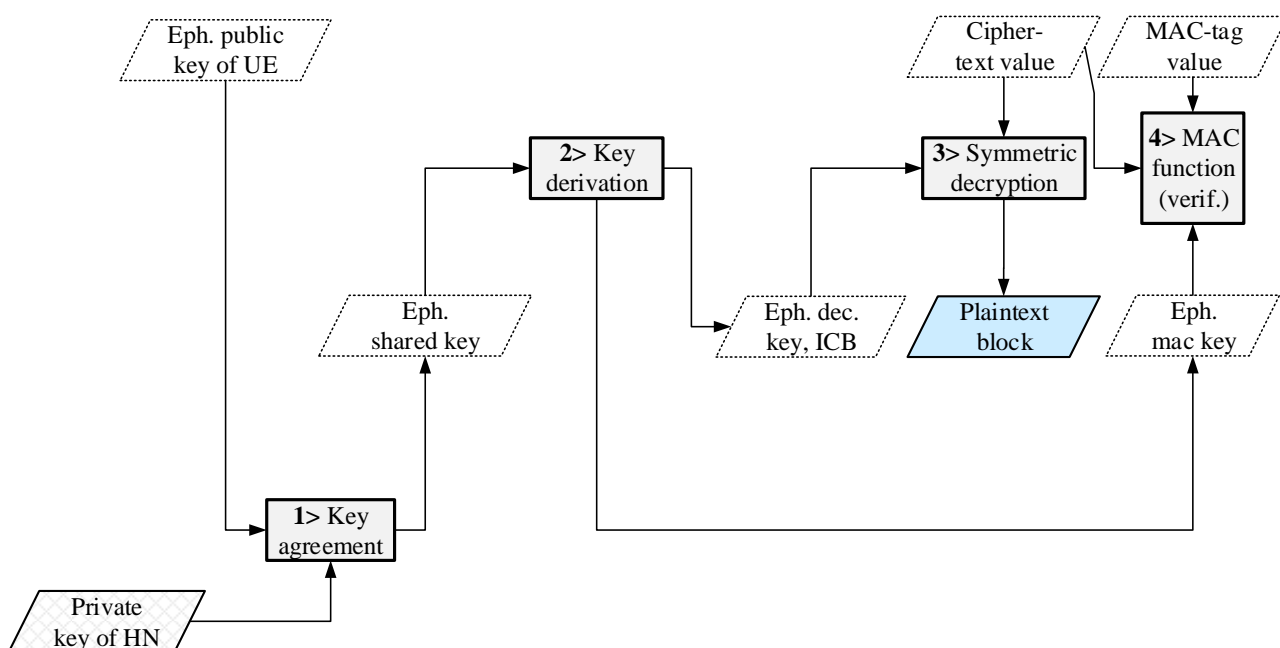 Eph. public
key of UE
Cipher-
text value
MAC-tag
value
2> Key
derivation
3> Symmetric
decryption
4> MAC
function
(verif.)
Eph.
shared key
Eph. dec.
key, ICB
Plaintext
block
Eph.
mac key
1> Key
agreement
Private
key of HN